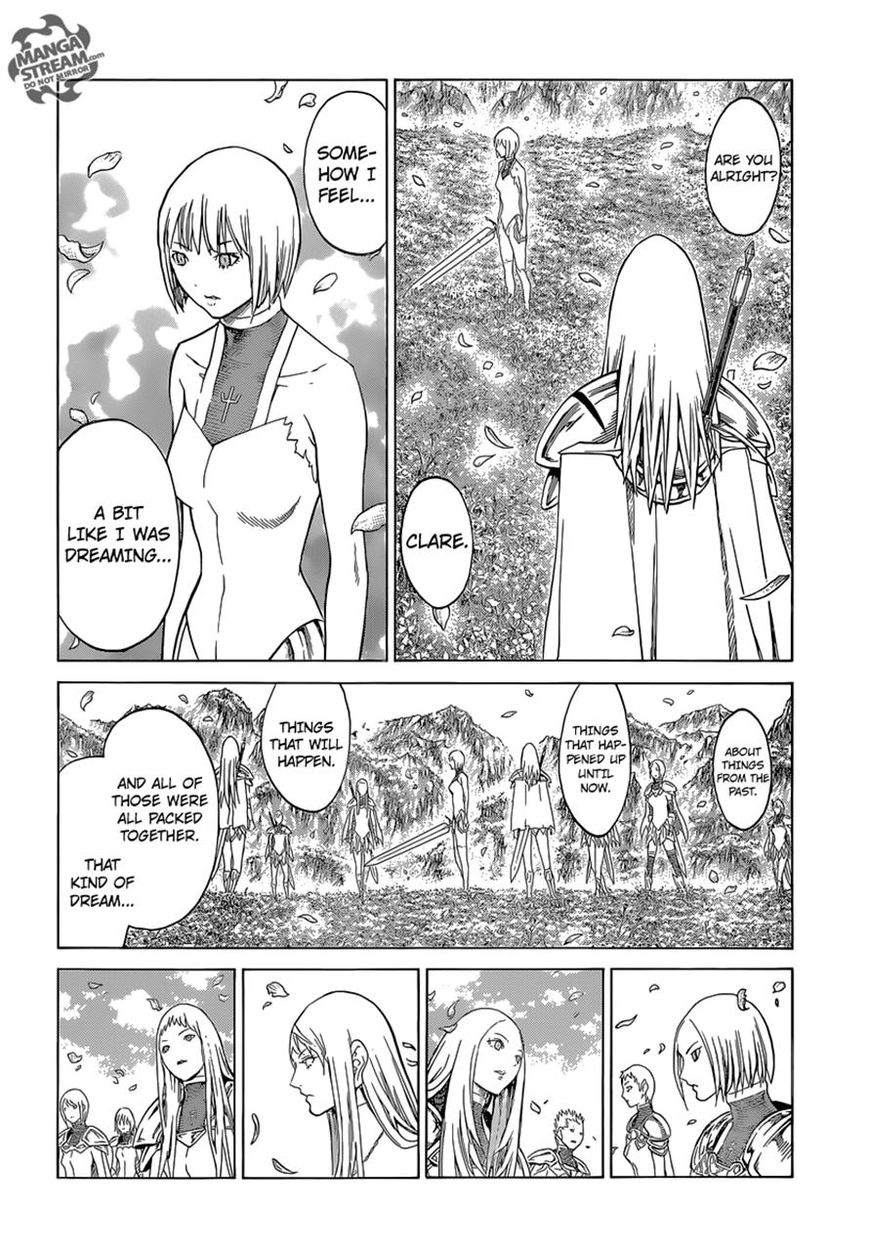 MANGA
STREAM.com
DO NOT MIRROR
ARE YOU
ALRIGHT?
CLARE.
SOME-
HOW I
FEEL...
A BIT
LIKE I WAS
DREAMING...
ABOUT
THINGS
FROM THE
PAST.
THINGS
THAT HAP-
PENED UP
UNTIL
NOW.
THINGS
THAT WILL
HAPPEN.
AND ALL OF
THOSE WERE
ALL PACKED
TOGETHER.
THAT
KIND OF
DREAM...